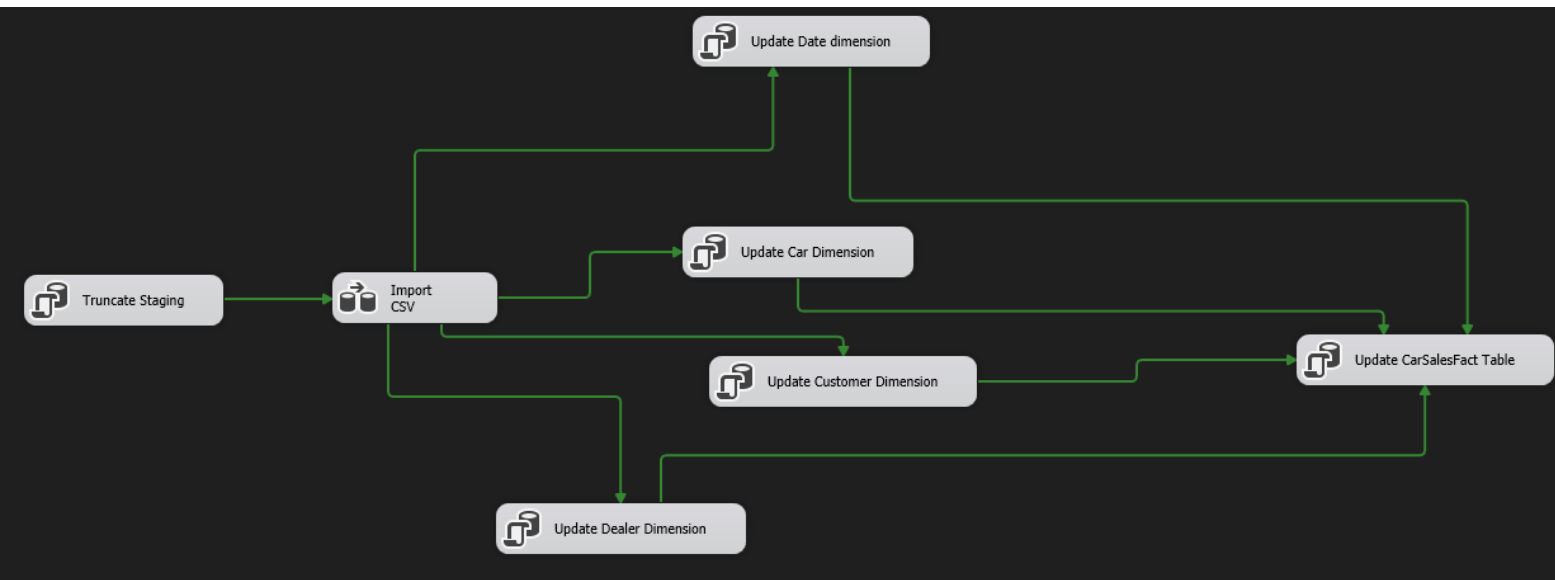 Update Date dimension
Update Car Dimension
Truncate Staging
Import
CSV
Update CarSalesFact Table
Update Customer Dimension
Update Dealer Dimension